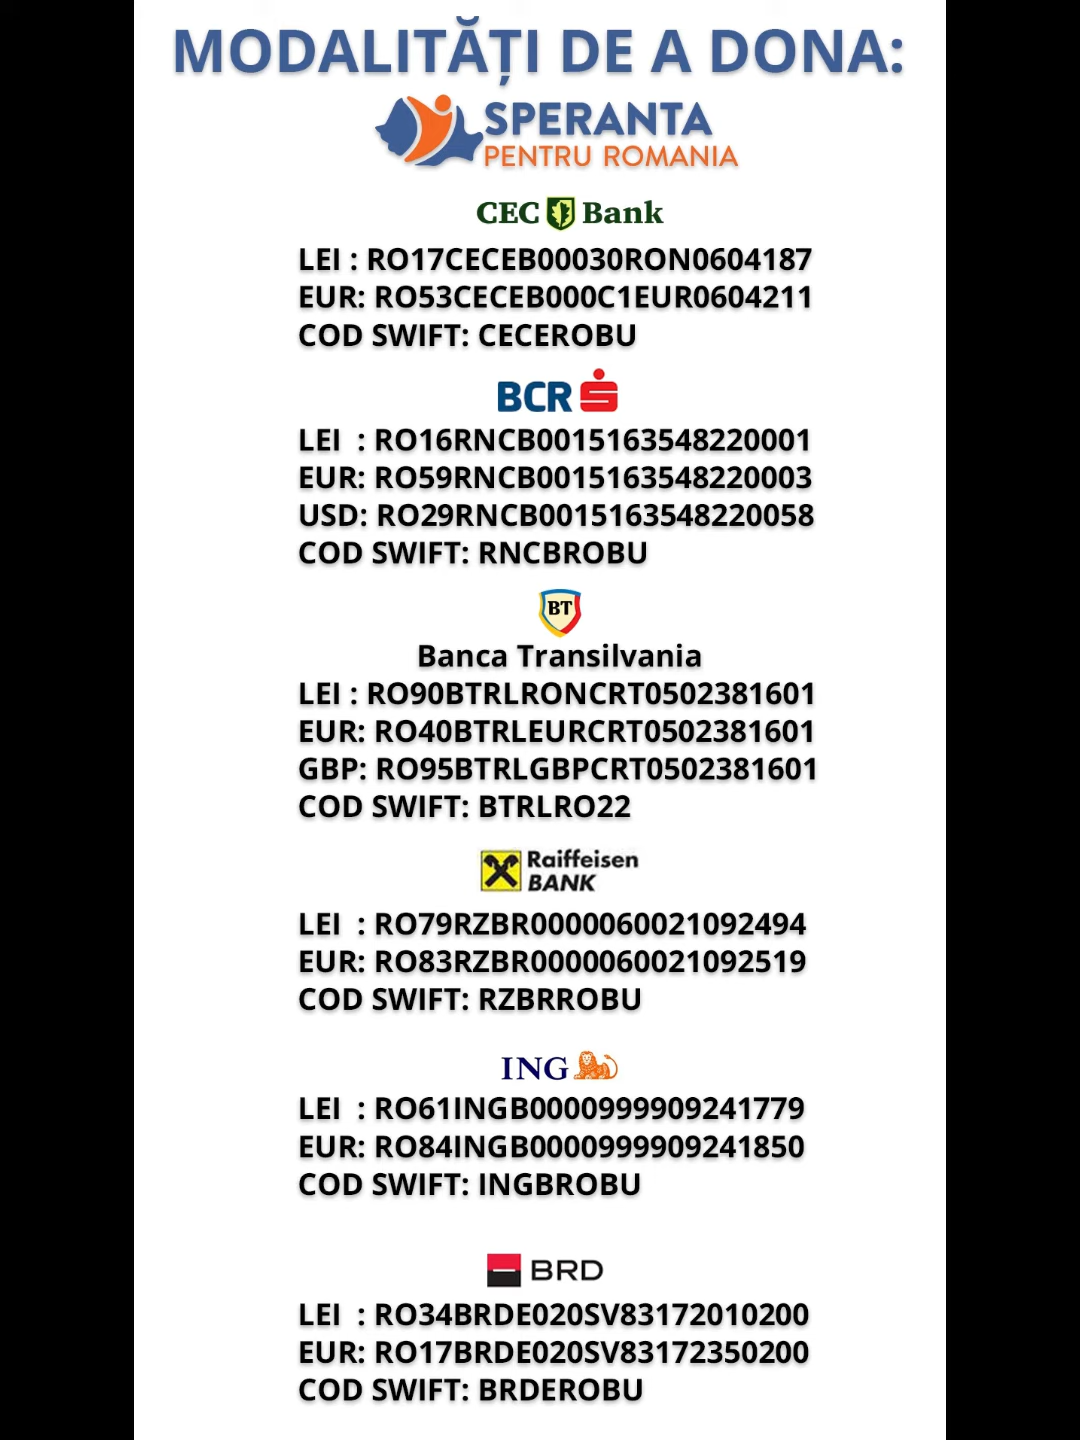 MODALITĂȚI DE A DONA:
SPERANTA
PENTRU ROMANIA
CEC Bank
LEI : RO17CECEB00030RON0604187
EUR: RO53CECEB000C1EUR0604211
COD SWIFT: CECEROBU
BCR
LEI : RO16RNCB0015163548220001
EUR: RO59RNCB0015163548220003
USD: RO29RNCB0015163548220058
COD SWIFT: RNCBROBU
BT
Banca Transilvania
LEI : RO90BTRLRONCRT0502381601
EUR: RO40BTRLEURCRT0502381601
GBP: RO95BTRLGBPCRT0502381601
COD SWIFT: BTRLRO22
Raiffeisen
BANK
LEI : RO79RZBR0000060021092494
EUR: RO83RZBR0000060021092519
COD SWIFT: RZBRROBU
ING
LEI : RO61INGB0000999909241779
EUR: RO84INGB0000999909241850
COD SWIFT: INGBROBU
BRD
LEI : RO34BRDE020SV83172010200
EUR: RO17BRDE020SV83172350200
COD SWIFT: BRDEROBU